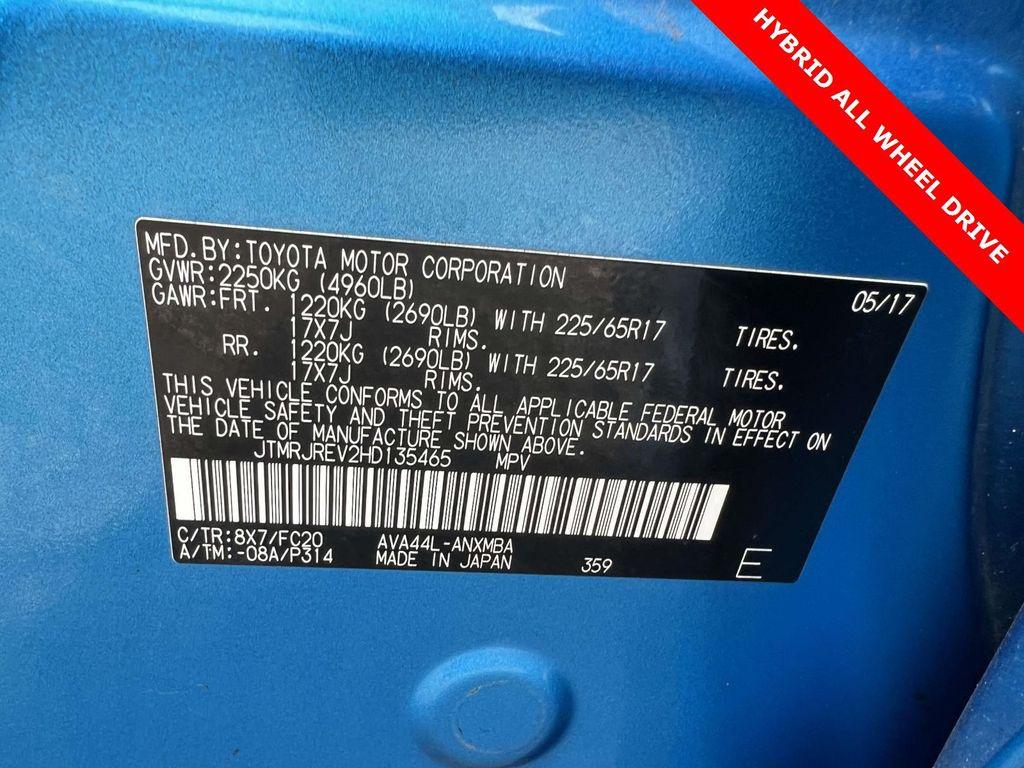 HYBRID ALL WHEEL DRIVE
MFD.BY:TOYOTA MOTOR CORPORATION 05/17
GVWR:2250KG (4960LB)
GAWR:FRT. 1220KG (2690LB) WITH 225/65R17 TIRES.
17X7J RIMS.
RR. 1220KG (2690LB) WITH 225/65R17 TIRES.
17X7J RIMS.
THIS VEHICLE CONFORMS TO ALL APPLICABLE FEDERAL MOTOR
VEHICLE SAFETY AND THEFT PREVENTION STANDARDS IN EFFECT ON
THE DATE OF MANUFACTURE SHOWN ABOVE.
JTMRJREV2HD135465 MPV
C/TR:8X7/FC20 AVA44L-ANXMBA
A/TM:-08A/P314 MADE IN JAPAN 359 E